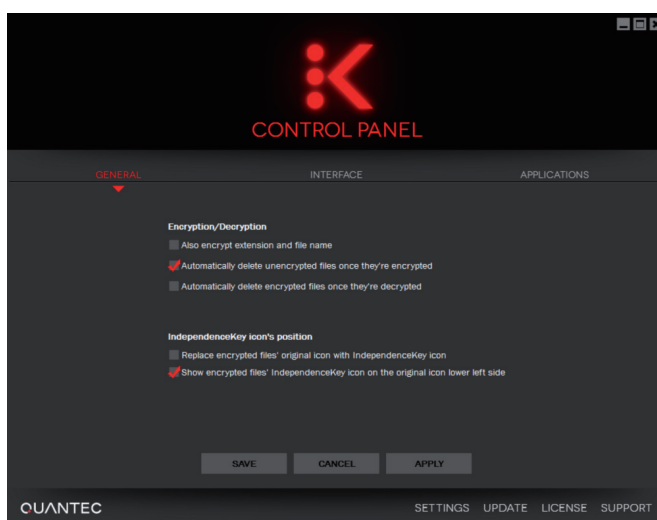 CONTROL PANEL
GENERAL INTERFACE APPLICATIONS
Encryption/Decryption
Also encrypt extension and file name
Automatically delete unencrypted files once they're encrypted
Automatically delete encrypted files once they're decrypted
IndependenceKey icon's position
Replace encrypted files' original icon with IndependenceKey icon
Show encrypted files' IndependenceKey icon on the original icon lower left side
SAVE CANCEL APPLY
QUANTEC SETTINGS UPDATE LICENSE SUPPORT